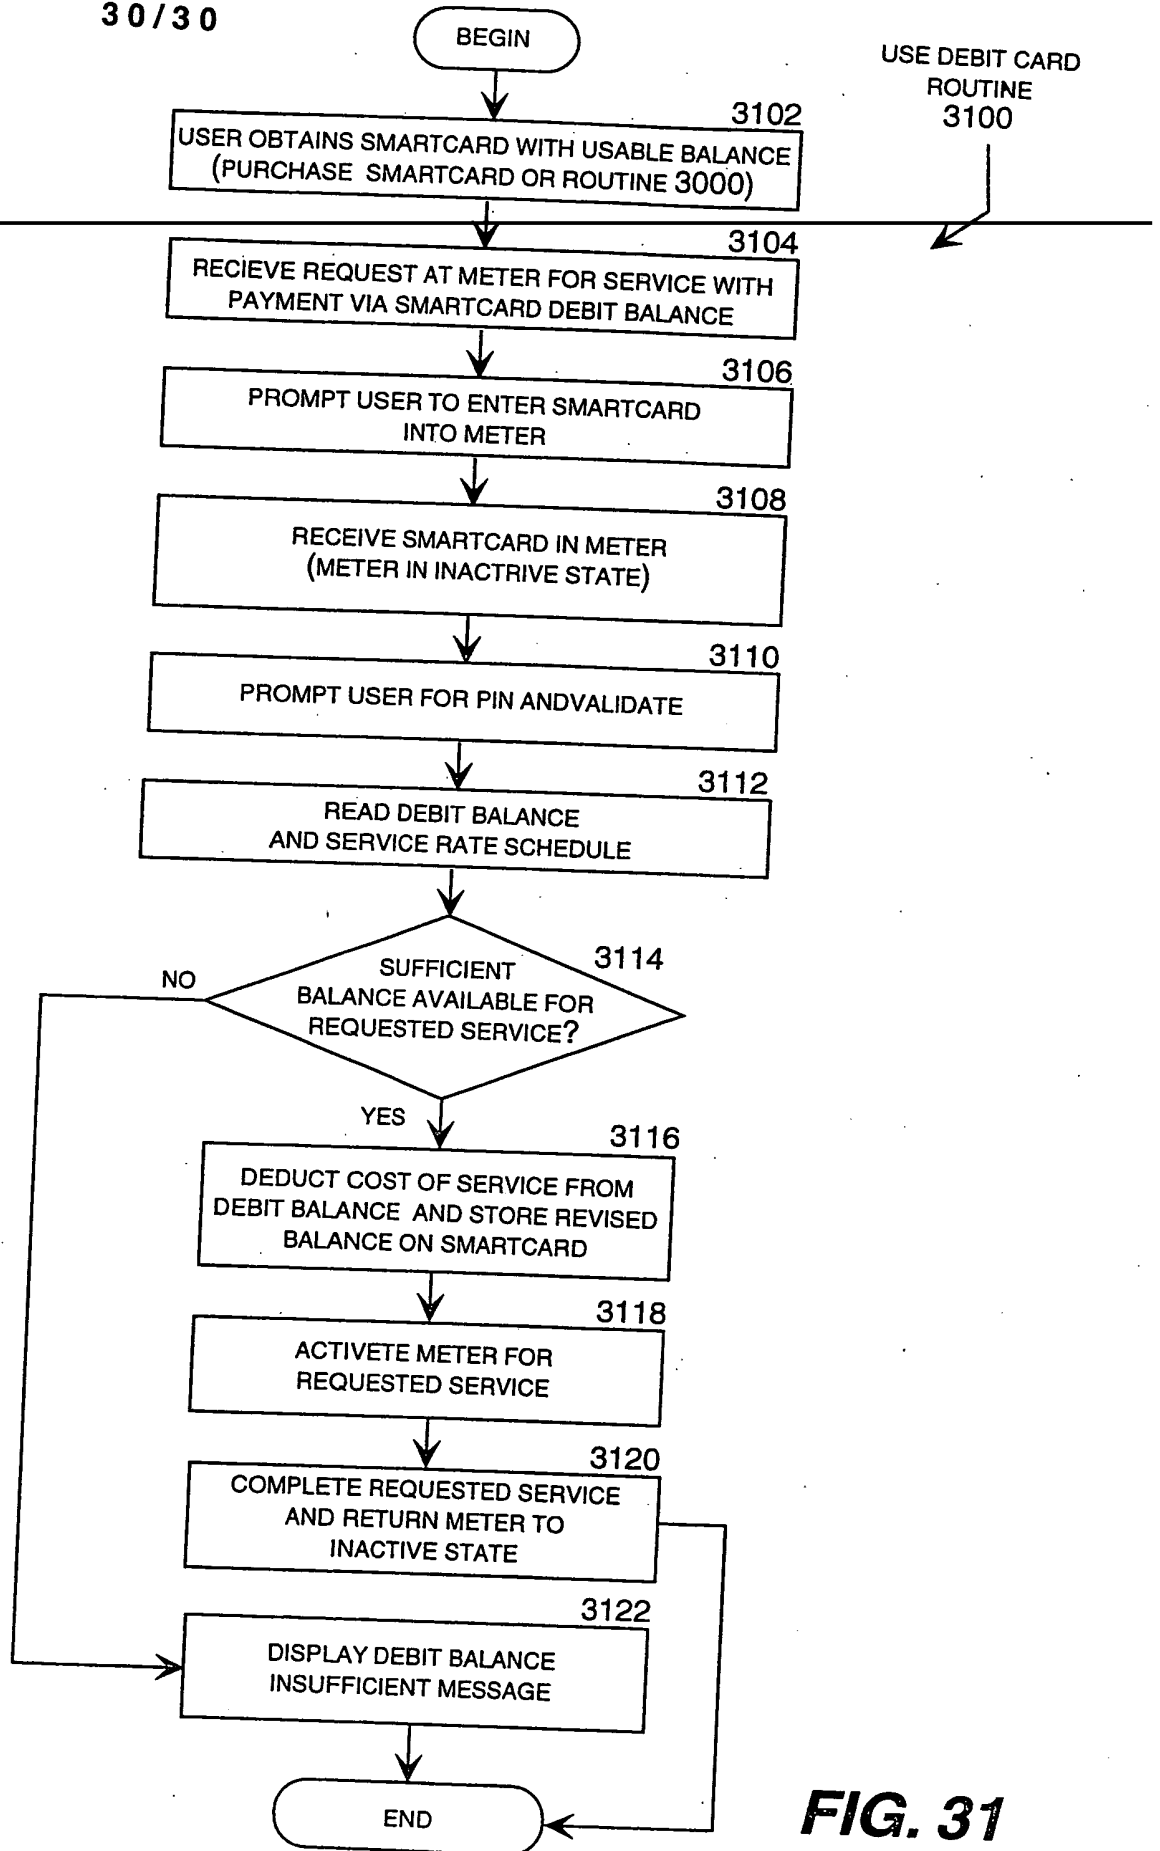 30/30
BEGIN
USE DEBIT CARD
ROUTINE
3100
3102
USER OBTAINS SMARTCARD WITH USABLE BALANCE
(PURCHASE SMARTCARD OR ROUTINE 3000)
3104
RECIEVE REQUEST AT METER FOR SERVICE WITH
PAYMENT VIA SMARTCARD DEBIT BALANCE
3106
PROMPT USER TO ENTER SMARTCARD
INTO METER
3108
RECEIVE SMARTCARD IN METER
(METER IN INACTRIVE STATE)
3110
PROMPT USER FOR PIN ANDVALIDATE
3112
READ DEBIT BALANCE
AND SERVICE RATE SCHEDULE
3114
SUFFICIENT
BALANCE AVAILABLE FOR
REQUESTED SERVICE?
NO
YES
3116
DEDUCT COST OF SERVICE FROM
DEBIT BALANCE AND STORE REVISED
BALANCE ON SMARTCARD
3118
ACTIVETE METER FOR
REQUESTED SERVICE
3120
COMPLETE REQUESTED SERVICE
AND RETURN METER TO
INACTIVE STATE
3122
DISPLAY DEBIT BALANCE
INSUFFICIENT MESSAGE
END
FIG. 31